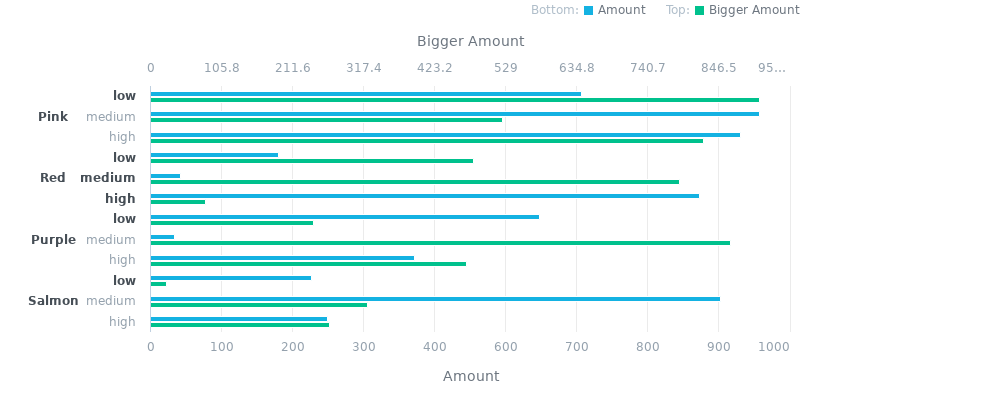 Bottom: Amount Top: Bigger Amount
Bigger Amount
0 105.8 211.6 317.4 423.2 529 634.8 740.7 846.5 95...
low
Pink medium
high
low
Red medium
high
low
Purple medium
high
low
Salmon medium
high
0 100 200 300 400 500 600 700 800 900 1000
Amount